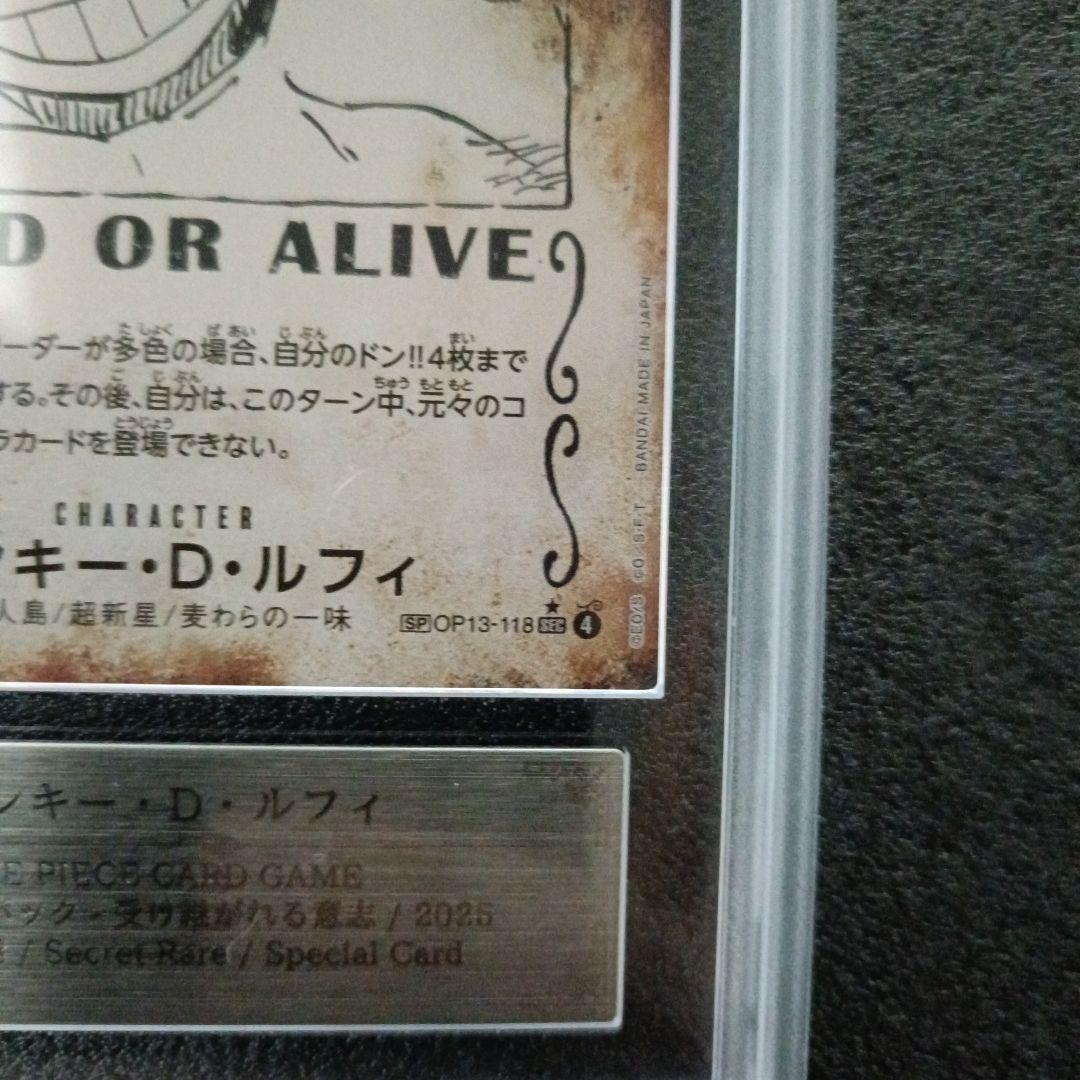 D OR ALIVE
ーダーが多色の場合、自分のドン!!4枚まで
する。その後、自分は、このターン中、元々のコ
ラカードを登場できない。
CHARACTER
ンキー・D・ルフィ
人島/超新星/麦わらの一味
SP OP13-118 SEC 4
BANDAI MADE IN JAPAN
ンキー・D・ルフィ
E PIECE CARD GAME
パック - 受け継がれる意志 / 2025
/ Secret Rare / Special Card